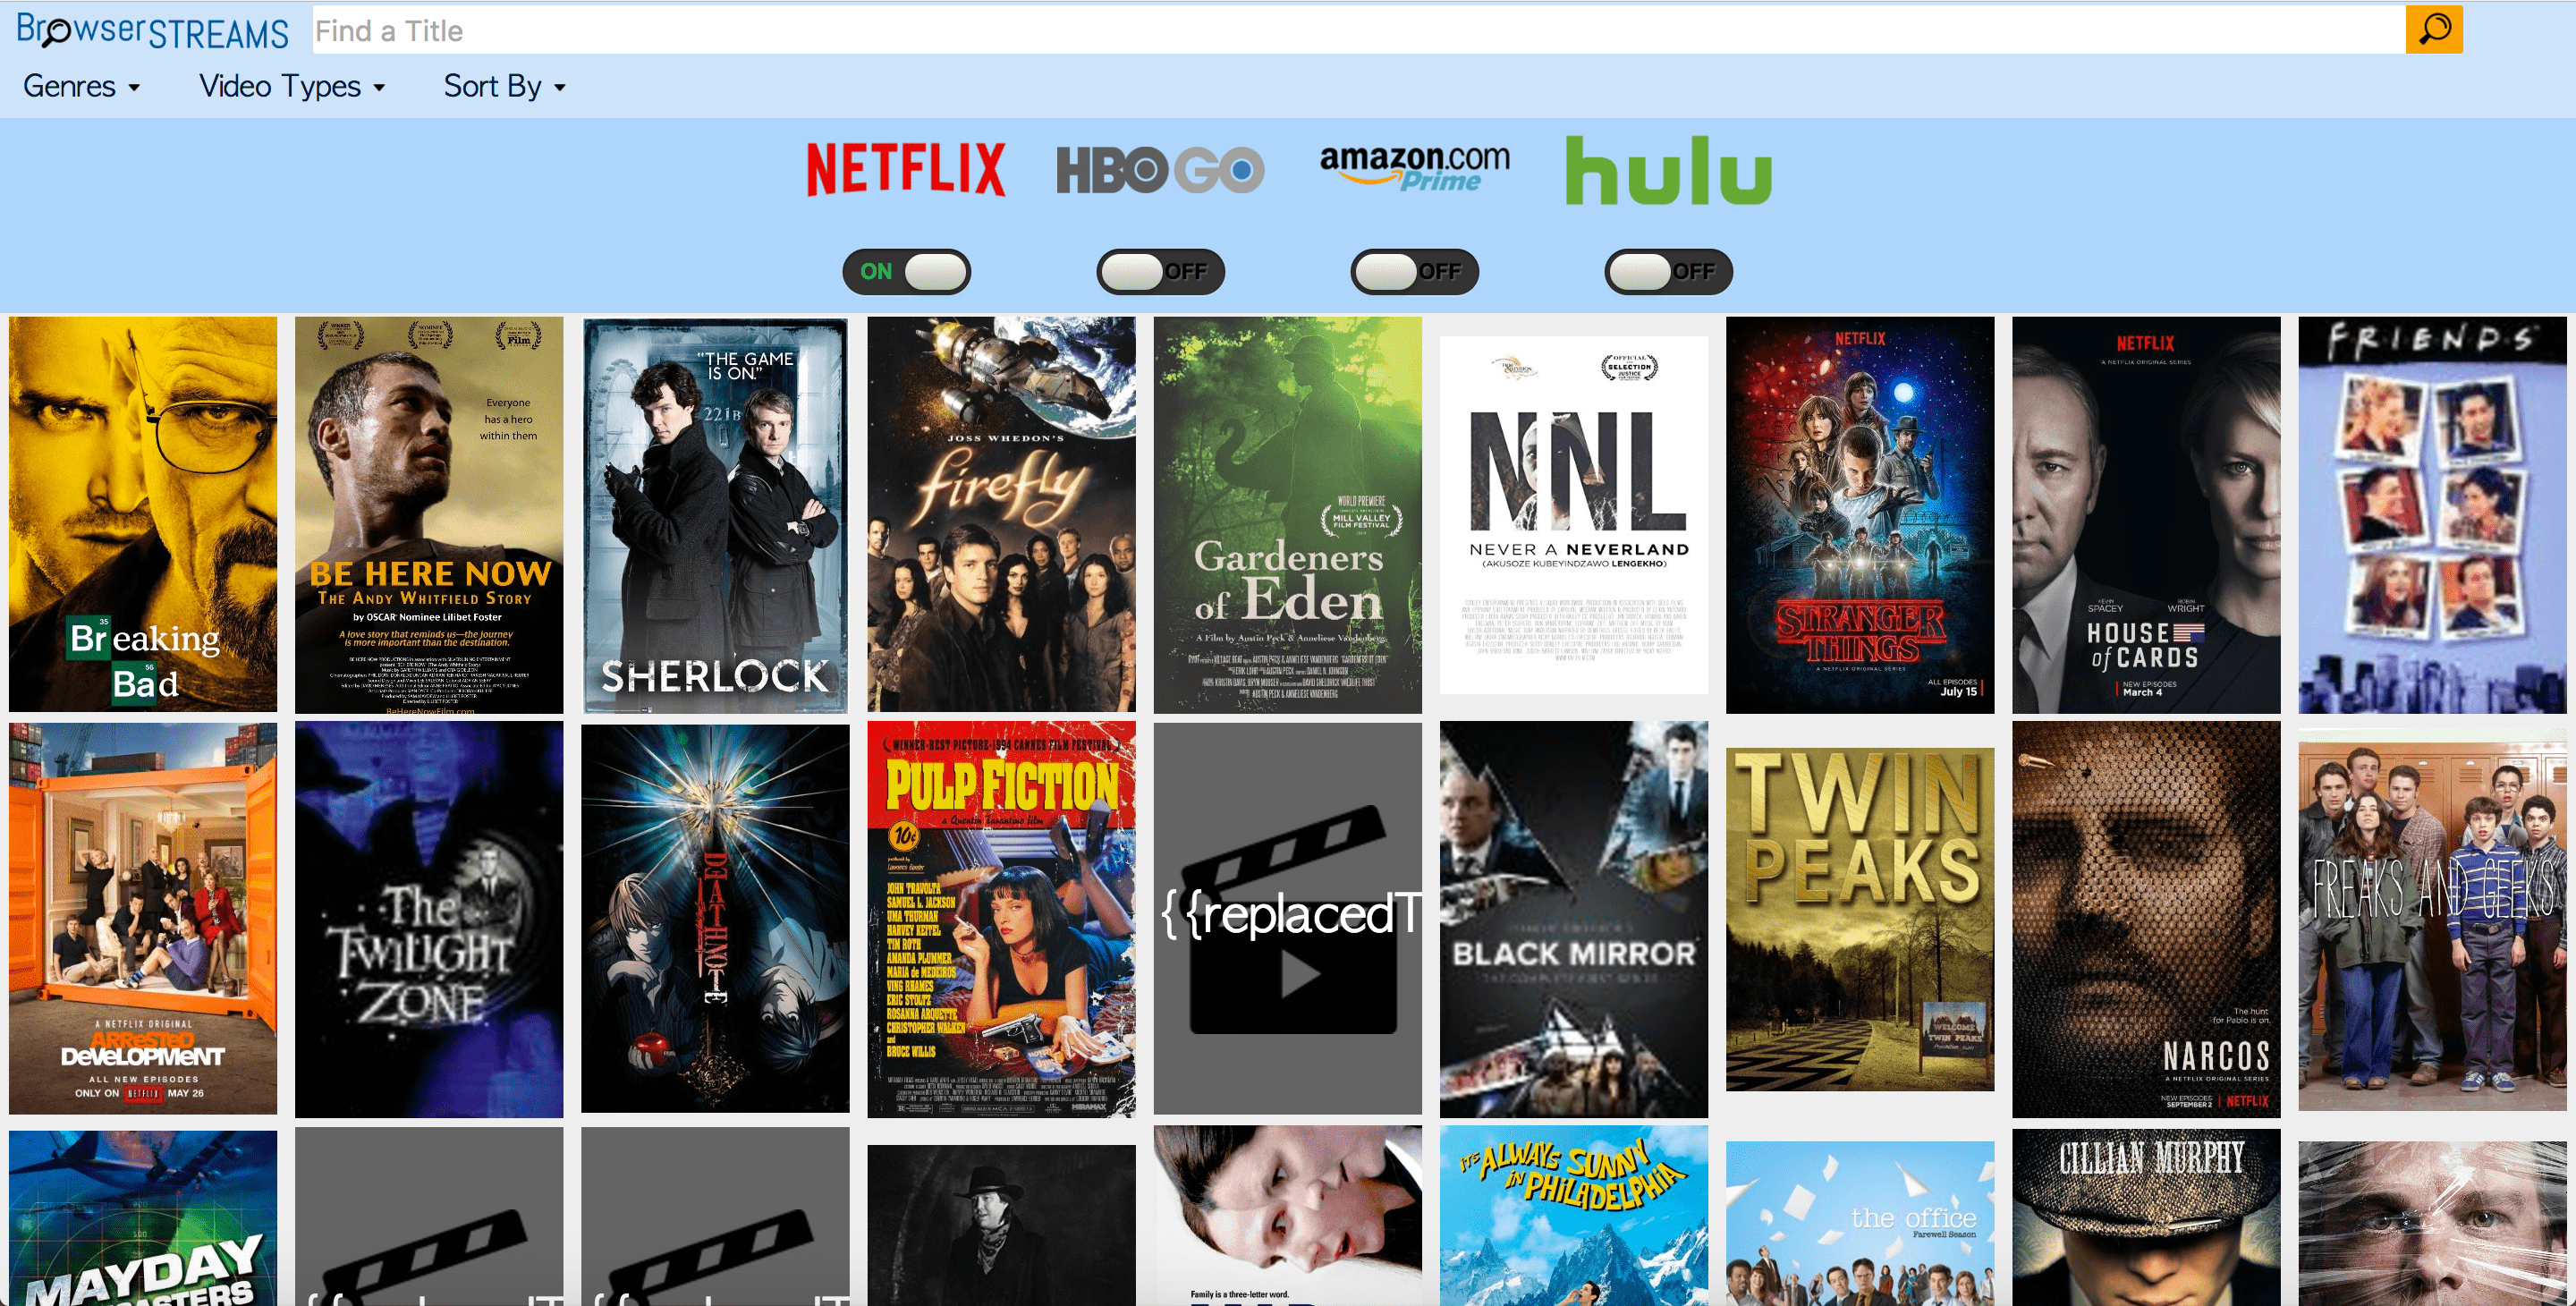 BrowserSTREAMS
Find a Title
Genres
Video Types
Sort By
NETFLIX
HBO GO
amazon.com
Prime
hulu
ON
OFF
OFF
OFF
35
Breaking
56
Bad
Film
Everyone
has a hero
within them
BE HERE NOW
THE ANDY WHITFIELD STORY
by OSCAR Nominee Lilibet Foster
A love story that reminds us—the journey
is more important than the destination.
BeHereNowFilm.com
"THE GAME
IS ON."
221B
SHERLOCK
JOSS WHEDON'S
firefly
WORLD PREMIERE
MILL VALLEY
FILM FESTIVAL
Gardeners
of Eden
A Film by Austin Peck & Anneliese Vandenberg
OFFICIAL
SELECTION
JUSTICE
NNL
NEVER A NEVERLAND
(AKUSOZE KUBEYINDZAWO LENGEKHO)
NETFLIX
STRANGER
THINGS
A NETFLIX ORIGINAL SERIES
ALL EPISODES
July 15
NETFLIX
A NETFLIX ORIGINAL SERIES
KEVIN
SPACEY
ROBIN
WRIGHT
HOUSE
of CARDS
NEW EPISODES
March 4
FRIENDS
A NETFLIX ORIGINAL
ARResTeD
DeVeLOPMeNT
ALL NEW EPISODES
ONLY ON NETFLIX MAY 26
The
TWILIGHT
ZONE
DEATH NOTE
WINNER-BEST PICTURE-1994 CANNES FILM FESTIVAL
PULP FICTION
a Quentin Tarantino film
10¢
JOHN TRAVOLTA
SAMUEL L. JACKSON
UMA THURMAN
HARVEY KEITEL
TIM ROTH
AMANDA PLUMMER
MARIA de MEDEIROS
VING RHAMES
ERIC STOLTZ
ROSANNA ARQUETTE
CHRISTOPHER WALKEN
and
BRUCE WILLIS
MIRAMAX
{{replacedT
BLACK MIRROR
TWIN
PEAKS
WELCOME
TWIN PEAKS
The hunt
for Pablo is on.
NARCOS
A NETFLIX ORIGINAL SERIES
NEW EPISODES
SEPTEMBER 2 | NETFLIX
FREAKS AND GEEKS
MAYDAY
Family is a three-letter word.
IT'S ALWAYS SUNNY
IN PHILADELPHIA
the office
Farewell Season
CILLIAN MURPHY